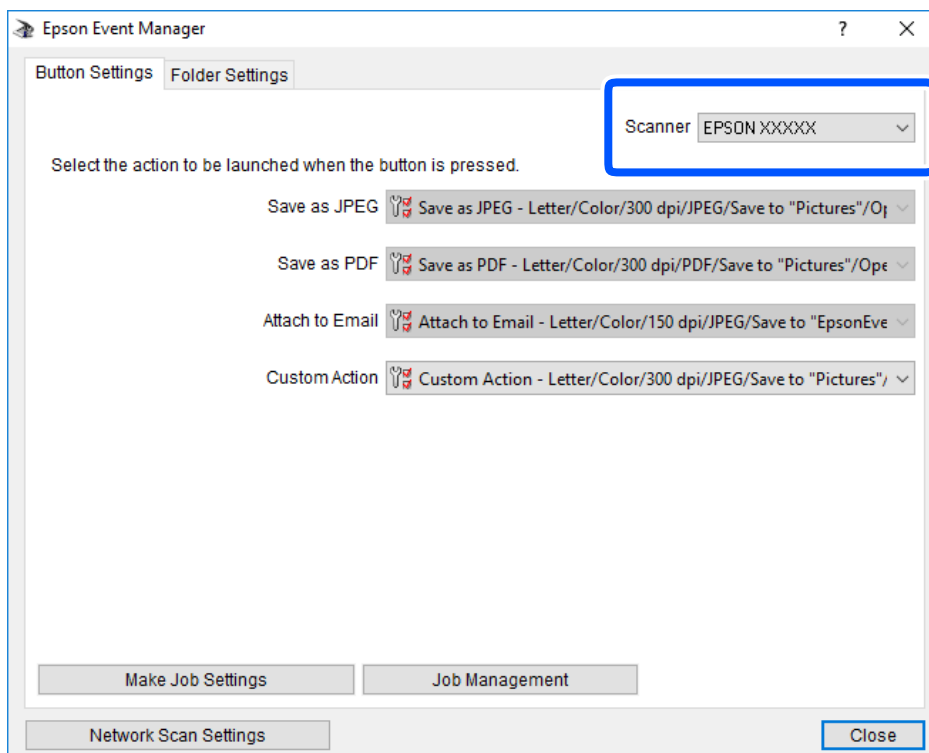 Epson Event Manager
Button Settings Folder Settings
Scanner EPSON XXXXX
Select the action to be launched when the button is pressed.
Save as JPEG Save as JPEG - Letter/Color/300 dpi/JPEG/Save to "Pictures"/Op
Save as PDF Save as PDF - Letter/Color/300 dpi/PDF/Save to "Pictures"/Ope
Attach to Email Attach to Email - Letter/Color/150 dpi/JPEG/Save to "EpsonEve
Custom Action Custom Action - Letter/Color/300 dpi/JPEG/Save to "Pictures"/
Make Job Settings Job Management
Network Scan Settings Close